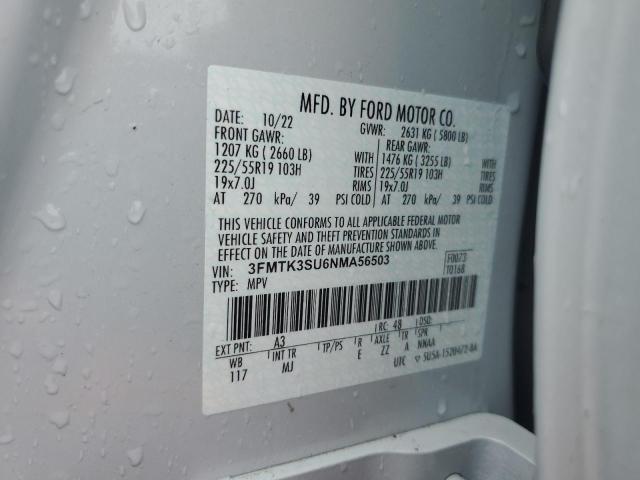 MFD. BY FORD MOTOR CO.
DATE: 10/22 GVWR: 2631 KG ( 5800 LB)
FRONT GAWR: REAR GAWR:
1207 KG ( 2660 LB) WITH 1476 KG ( 3255 LB) WITH
225/55R19 103H TIRES 225/55R19 103H TIRES
19x7.0J RIMS 19x7.0J RIMS
AT 270 kPa/ 39 PSI COLD AT 270 kPa/ 39 PSI COLD
THIS VEHICLE CONFORMS TO ALL APPLICABLE FEDERAL MOTOR
VEHICLE SAFETY AND THEFT PREVENTION STANDARDS IN
EFFECT ON THE DATE OF MANUFACTURE SHOWN ABOVE.
VIN: 3FMTK3SU6NMA56503 F0073
TYPE: MPV T0168
EXT PNT: A3 RC: 48 DSO:
WB INT TR TP/PS R AXLE TR SPR
117 MJ E ZZ A NNAA
UTC 5U5A-1520472-BA